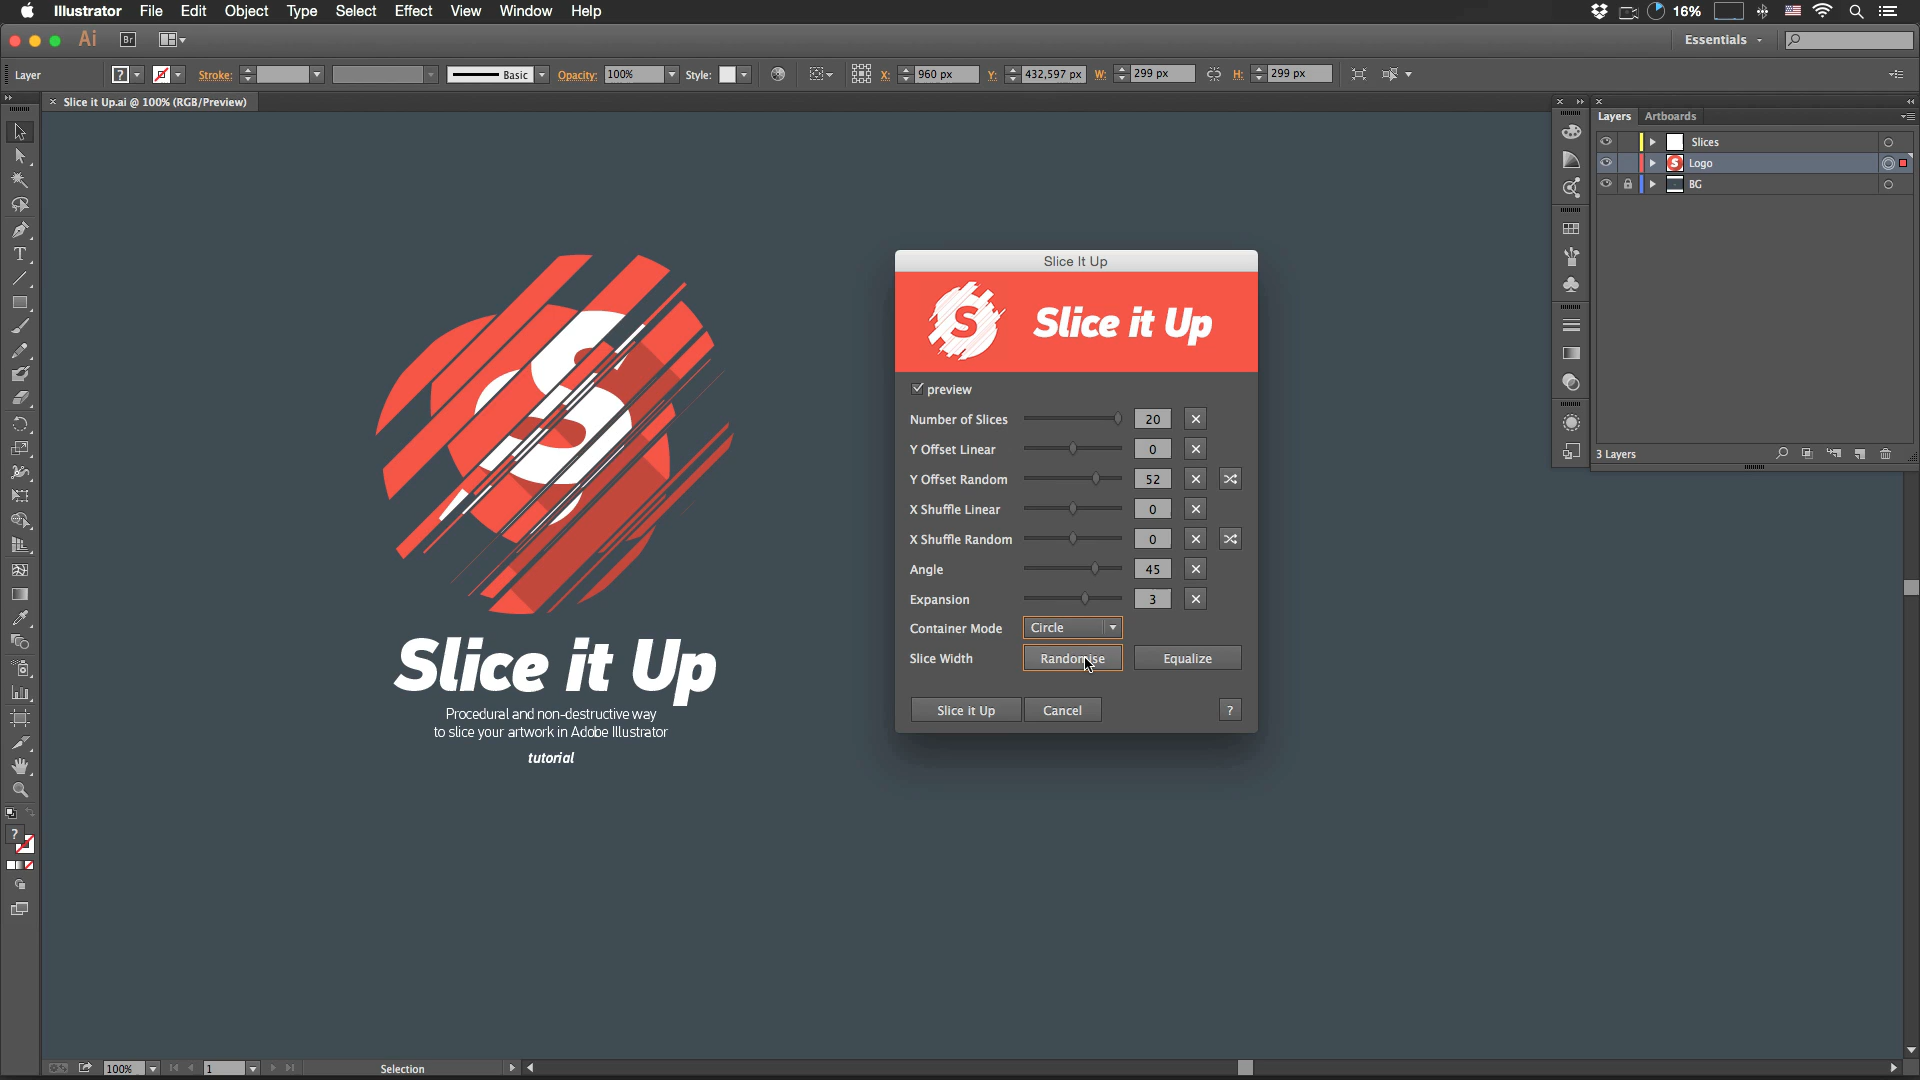 Illustrator File Edit Object Type Select Effect View Window Help
16%
Ai Br
Essentials
Layer
?
Stroke:
Basic
Opacity: 100%
Style:
X: 960 px
Y: 432,597 px
W: 299 px
H: 299 px
× Slice it Up.ai @ 100% (RGB/Preview)
Layers Artboards
Slices
Logo
BG
3 Layers
Slice it Up
Procedural and non-destructive way
to slice your artwork in Adobe Illustrator
tutorial
Slice It Up
S
Slice it Up
preview
Number of Slices 20
Y Offset Linear 0
Y Offset Random 52
X Shuffle Linear 0
X Shuffle Random 0
Angle 45
Expansion 3
Container Mode Circle
Slice Width Randomise Equalize
Slice it Up Cancel ?
?
100%
1
Selection